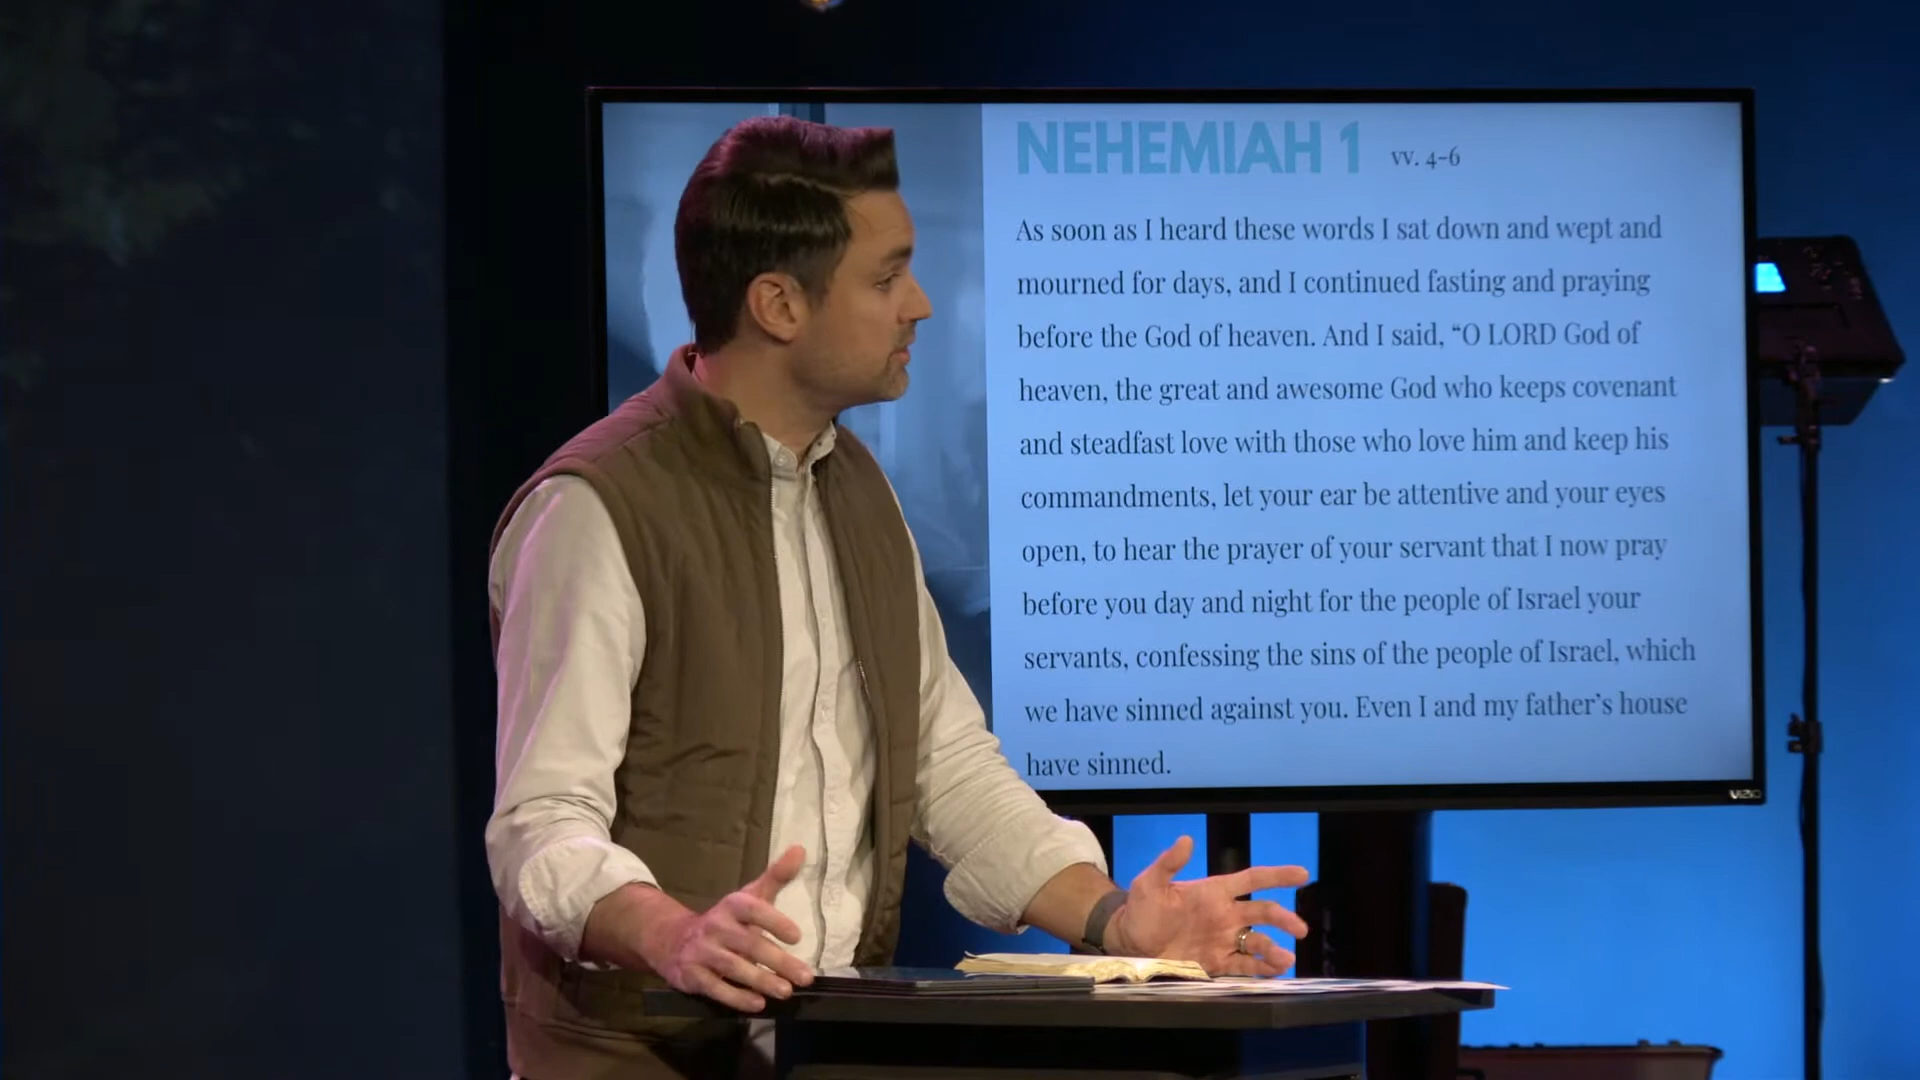 NEHEMIAH 1 vv. 4-6
As soon as I heard these words I sat down and wept and
mourned for days, and I continued fasting and praying
before the God of heaven. And I said, “O LORD God of
heaven, the great and awesome God who keeps covenant
and steadfast love with those who love him and keep his
commandments, let your ear be attentive and your eyes
open, to hear the prayer of your servant that I now pray
before you day and night for the people of Israel your
servants, confessing the sins of the people of Israel, which
we have sinned against you. Even I and my father’s house
have sinned.
VIZIO